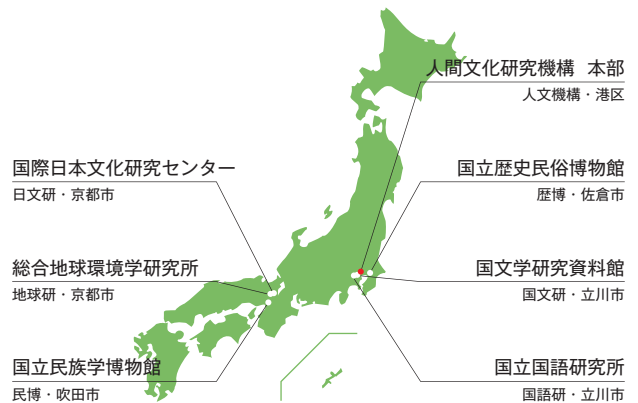 人間文化研究機構 本部
人文機構・港区
国際日本文化研究センター
日文研・京都市
国立歴史民俗博物館
歴博・佐倉市
総合地球環境学研究所
地球研・京都市
国文学研究資料館
国文研・立川市
国立民族学博物館
民博・吹田市
国立国語研究所
国語研・立川市